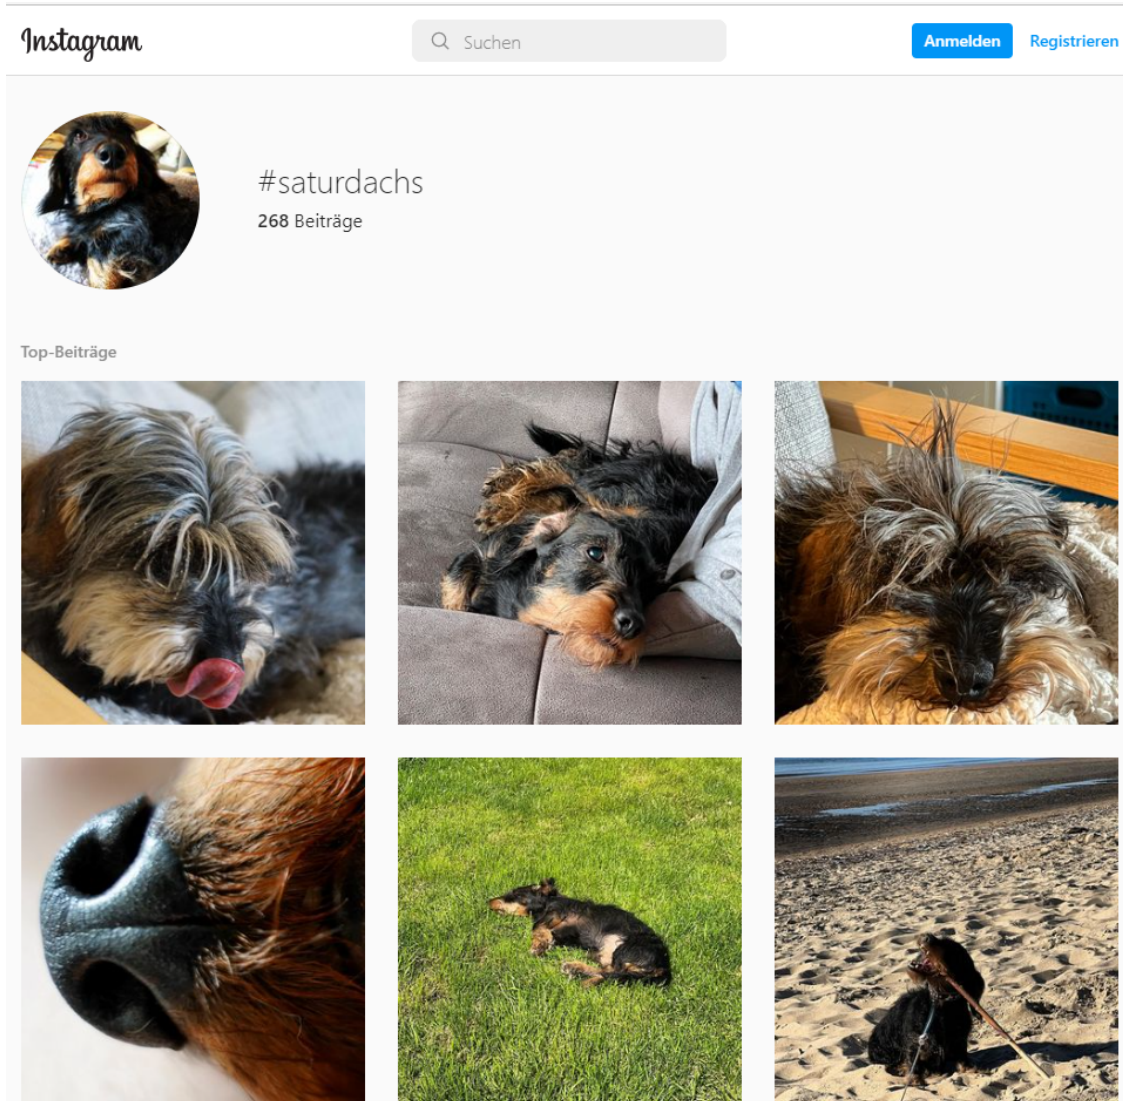 Instagram
Suchen
Anmelden
Registrieren
#saturdachs
268 Beiträge
Top-Beiträge